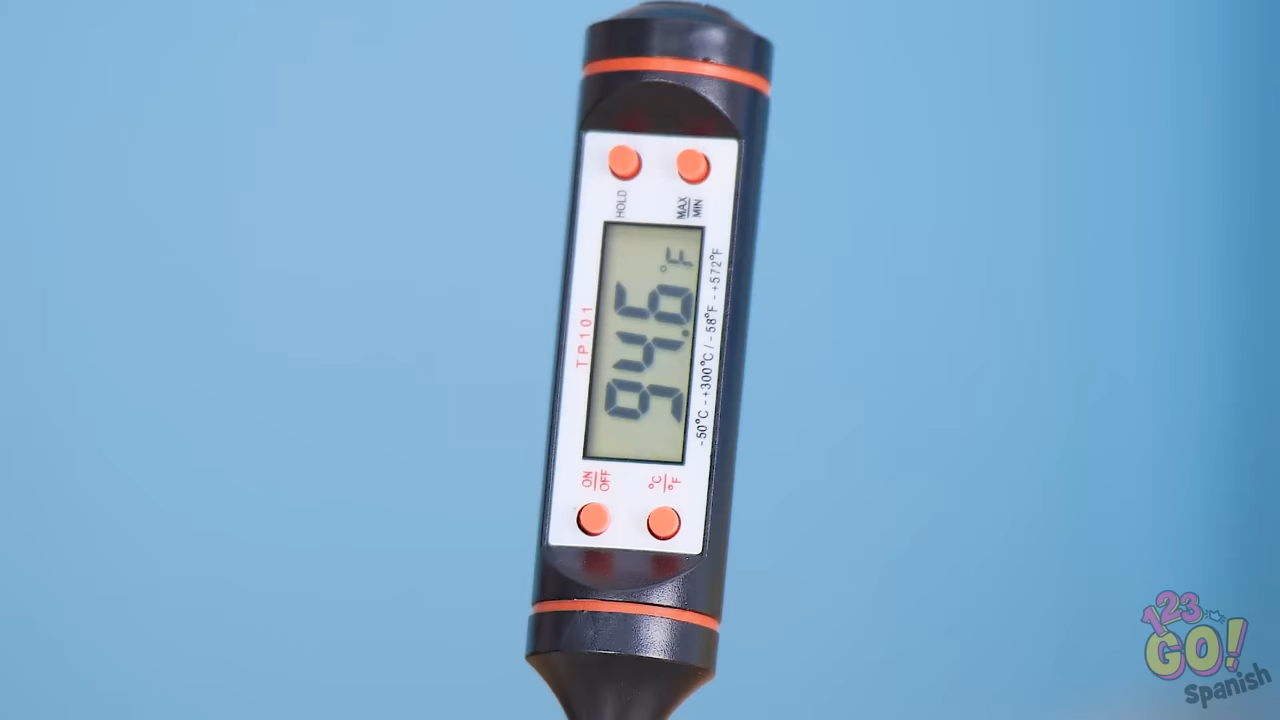 HOLD
MAX
MIN
TP101
94.6 °F
-50°C - +300°C / -58°F - +572°F
ON
OFF
°C
°F
123
GO!
Spanish